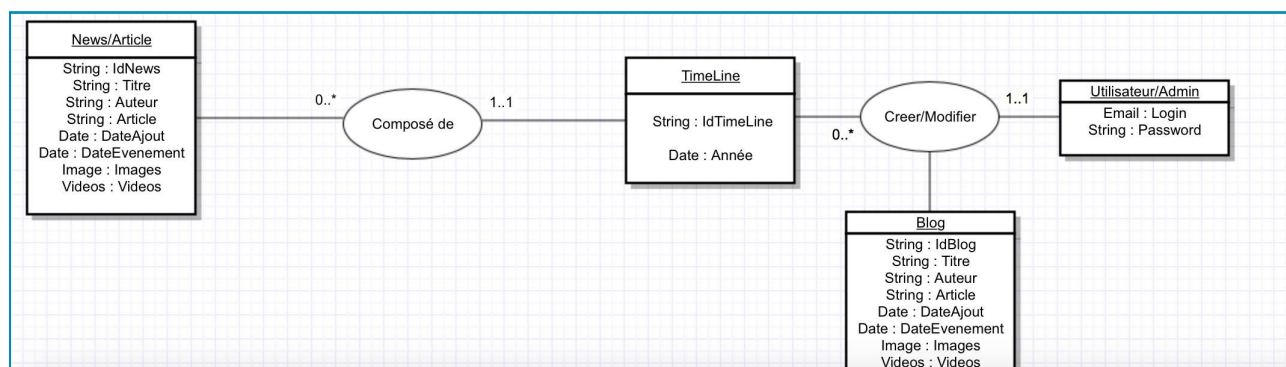 News/Article
String : IdNews
String : Titre
String : Auteur
String : Article
Date : DateAjout
Date : DateEvenement
Image : Images
Videos : Videos
0..*
Composé de
1..1
TimeLine
String : IdTimeLine
Date : Année
0..*
Creer/Modifier
1..1
Utilisateur/Admin
Email : Login
String : Password
Blog
String : IdBlog
String : Titre
String : Auteur
String : Article
Date : DateAjout
Date : DateEvenement
Image : Images
Videos : Videos